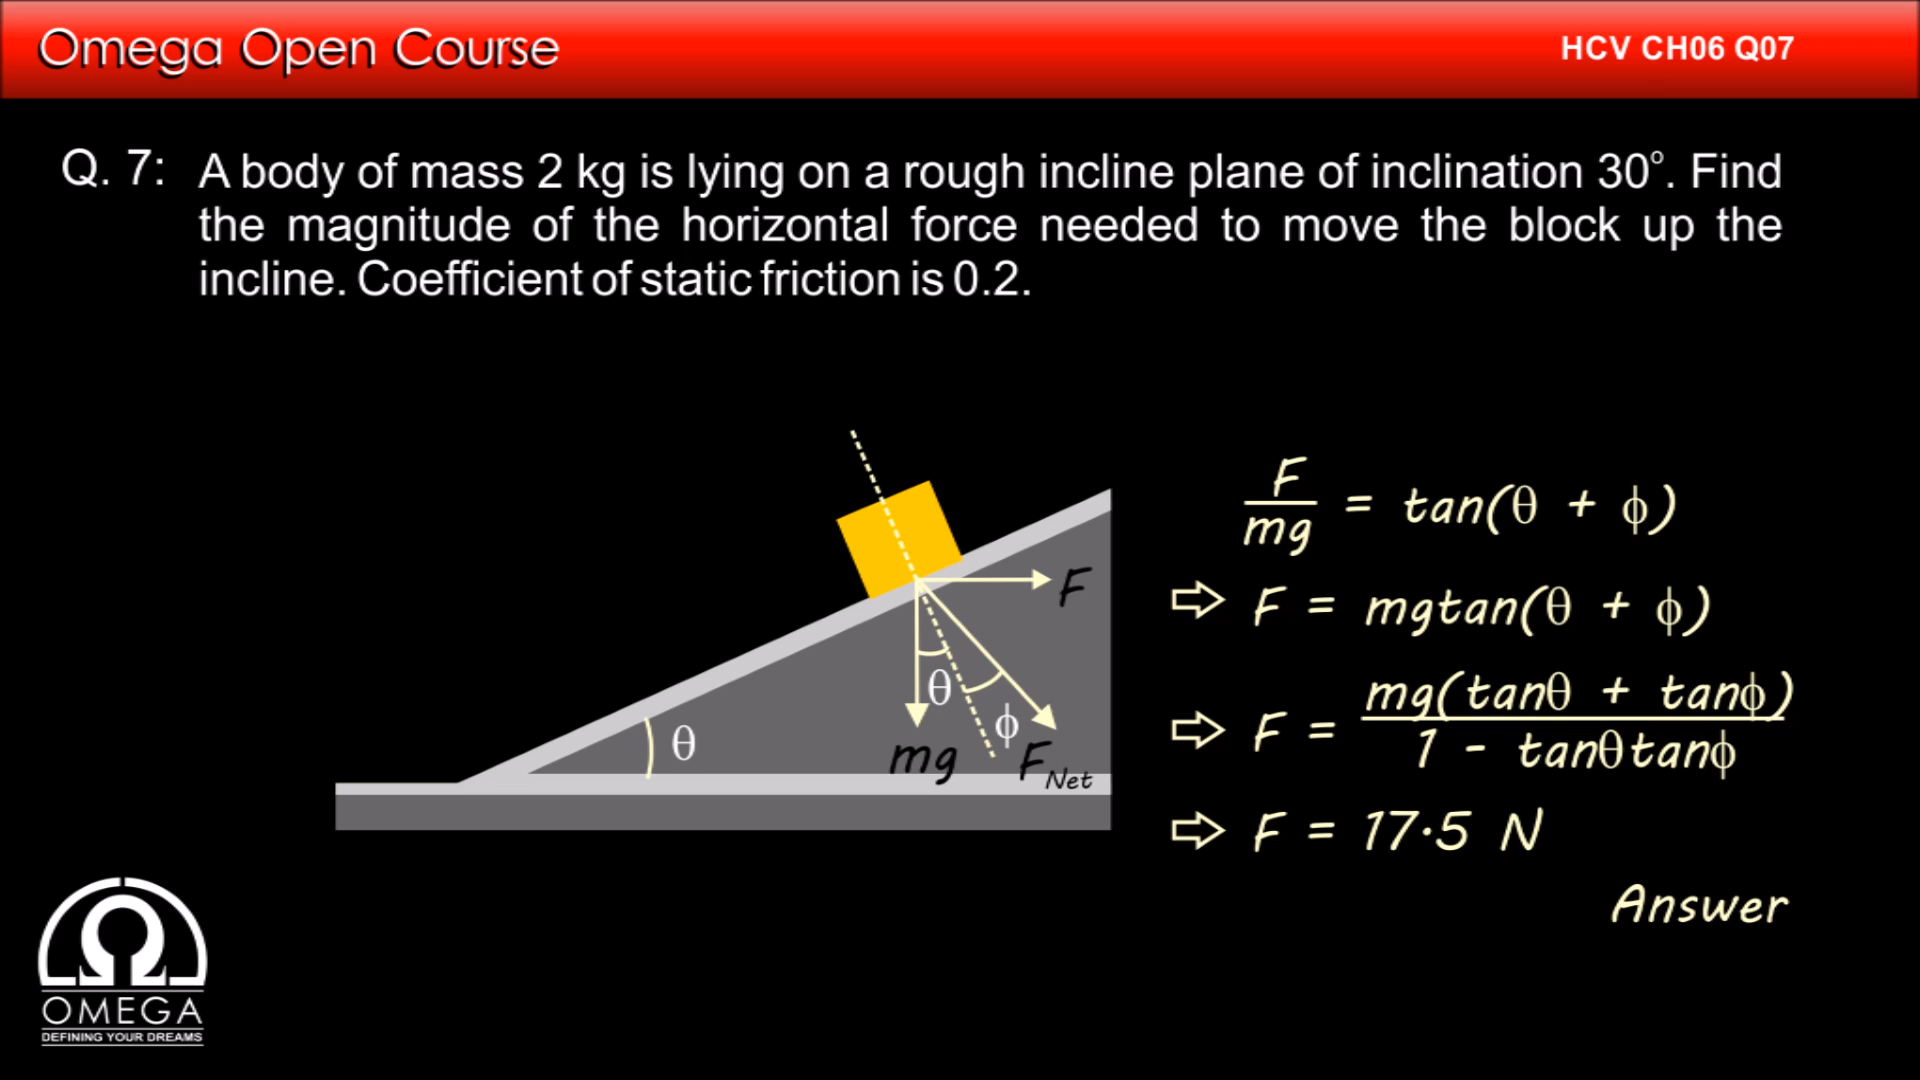 Omega Open Course
HCV CH06 Q07
Q. 7: A body of mass 2 kg is lying on a rough incline plane of inclination 30°. Find
the magnitude of the horizontal force needed to move the block up the
incline. Coefficient of static friction is 0.2.
F/mg = tan(θ + ϕ)
⇨ F = mgtan(θ + ϕ)
⇨ F = mg(tanθ + tanϕ)/1 - tanθtanϕ
⇨ F = 17·5 N
Answer
F
θ
ϕ
mg
F_Net
θ
OMEGA
DEFINING YOUR DREAMS